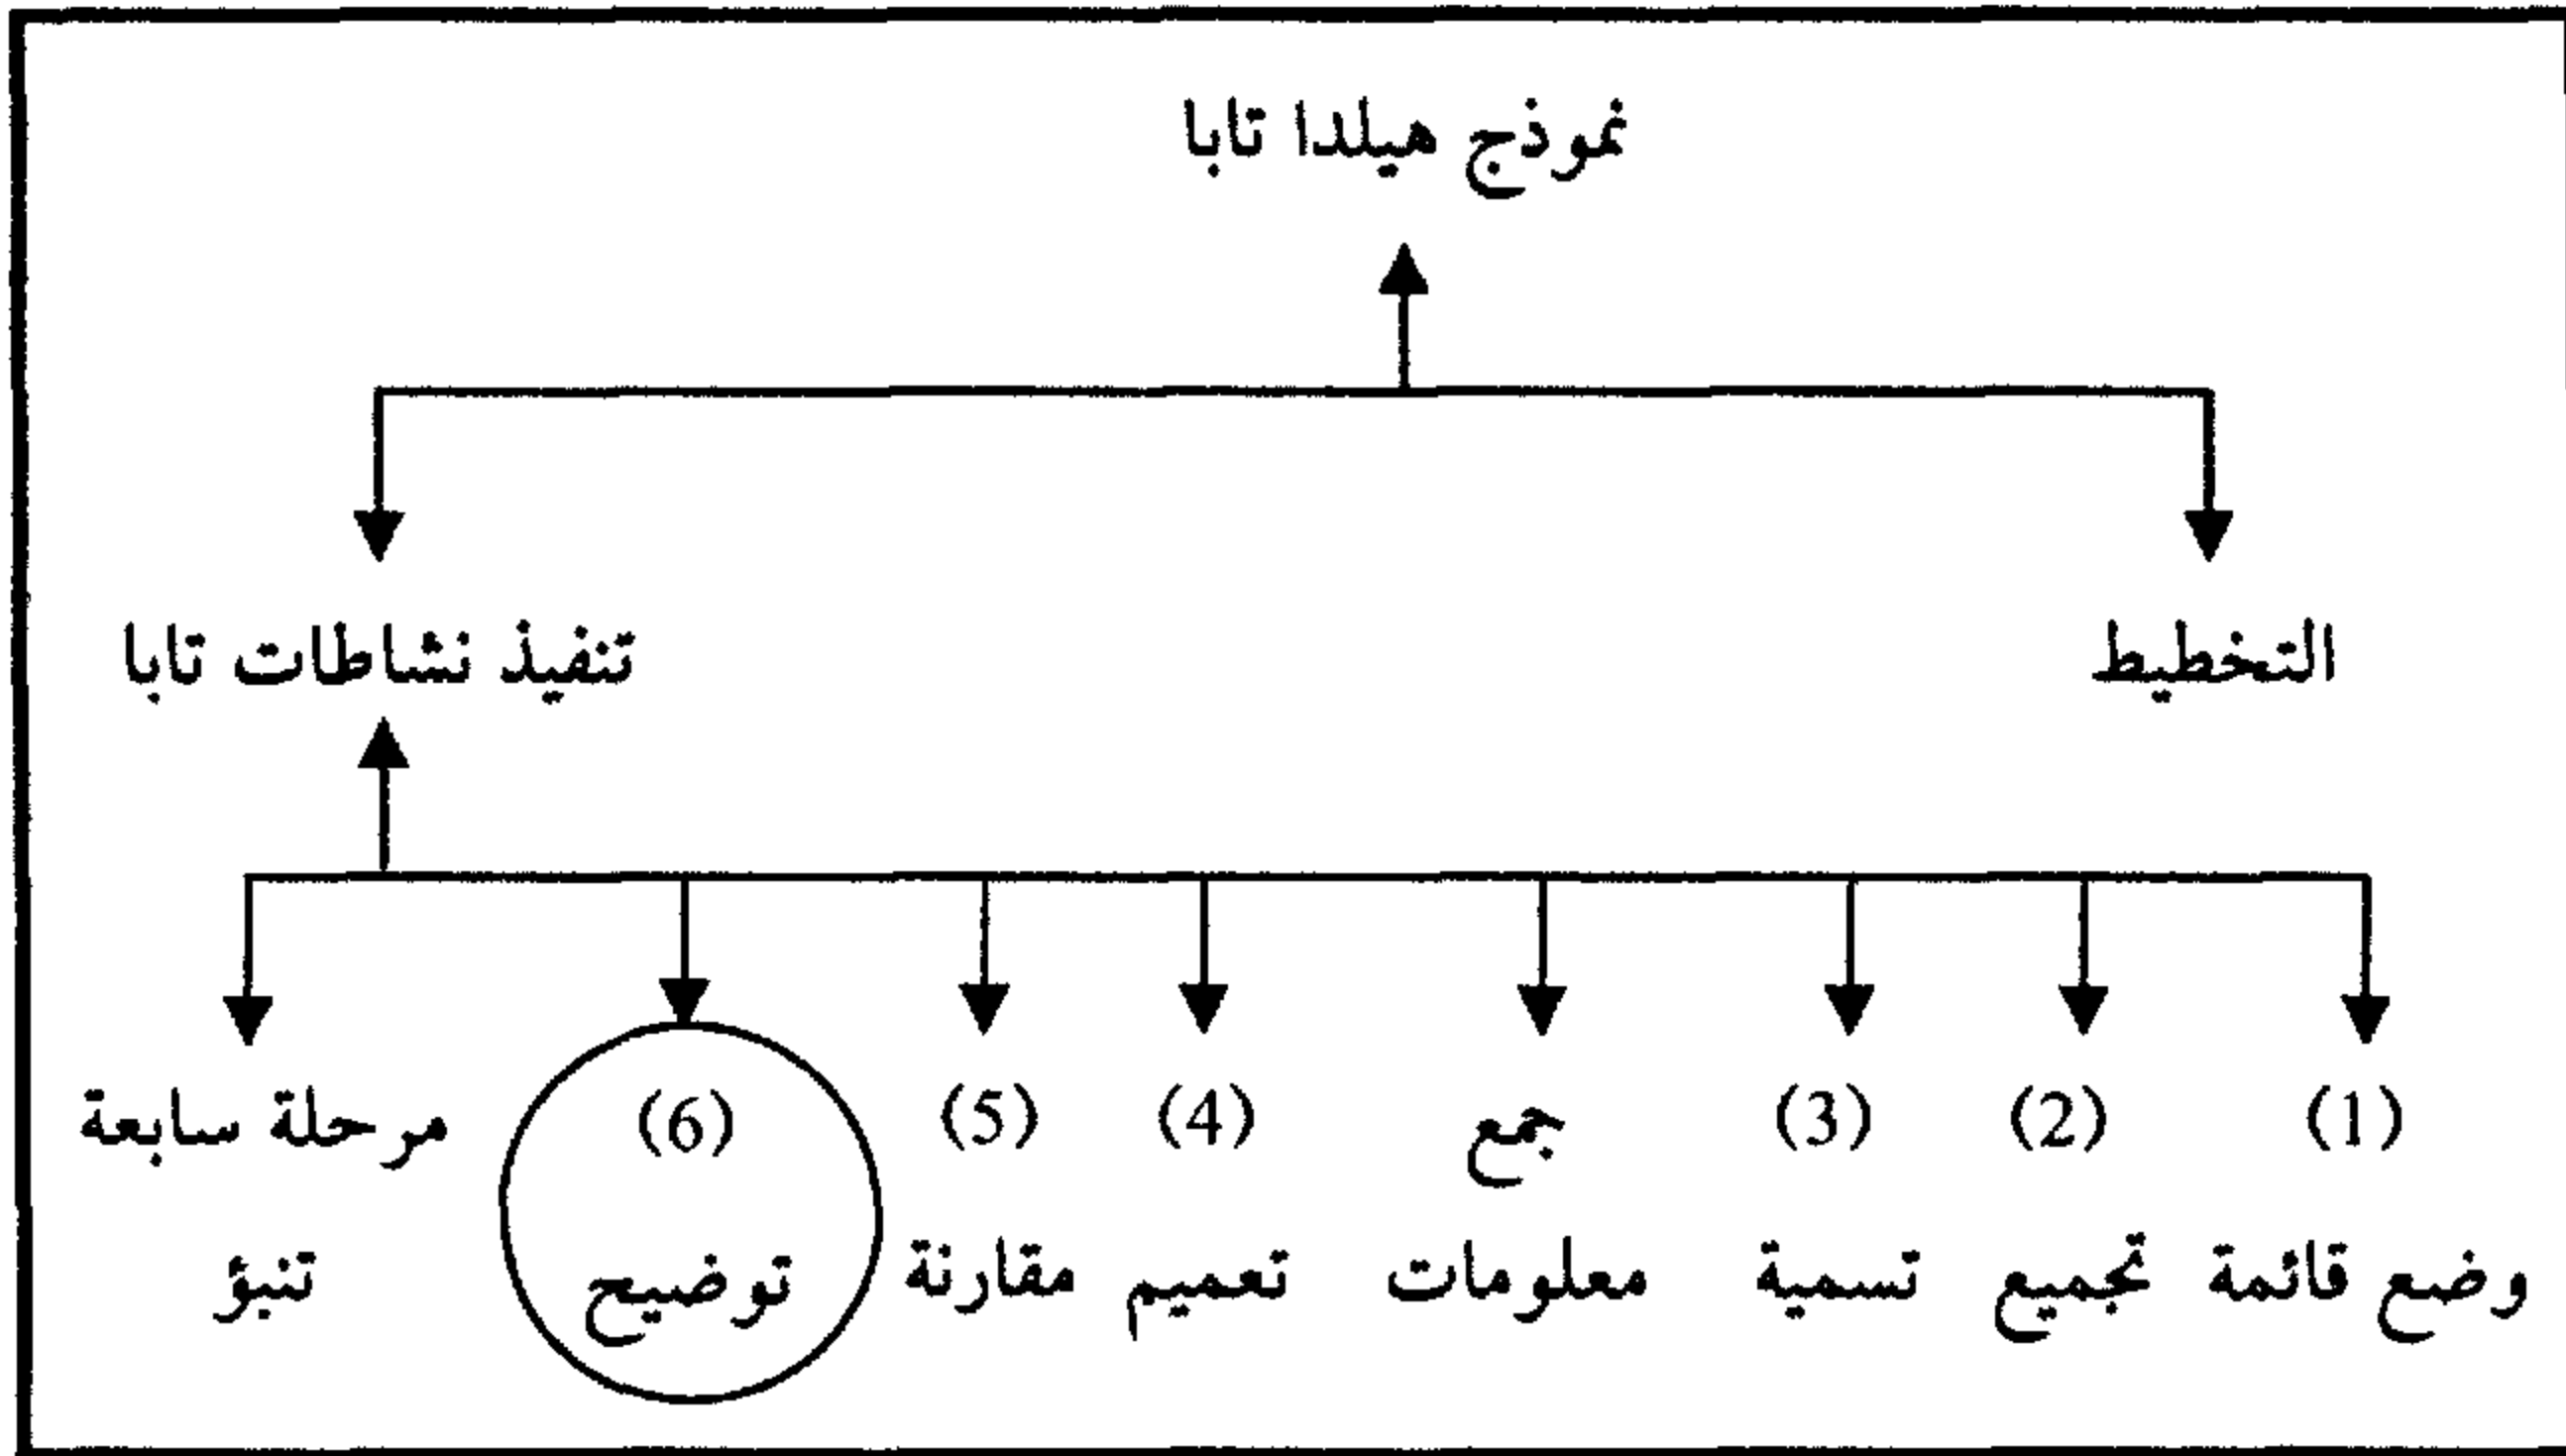 نموذج هيلدا تابا
التخطيط تنفيذ نشاطات تابا
(1) (2) (3) جمع (4) (5) (6) مرحلة سابعة
وضع قائمة تجميع تسمية معلومات تعميم مقارنة توضيح تنبؤ